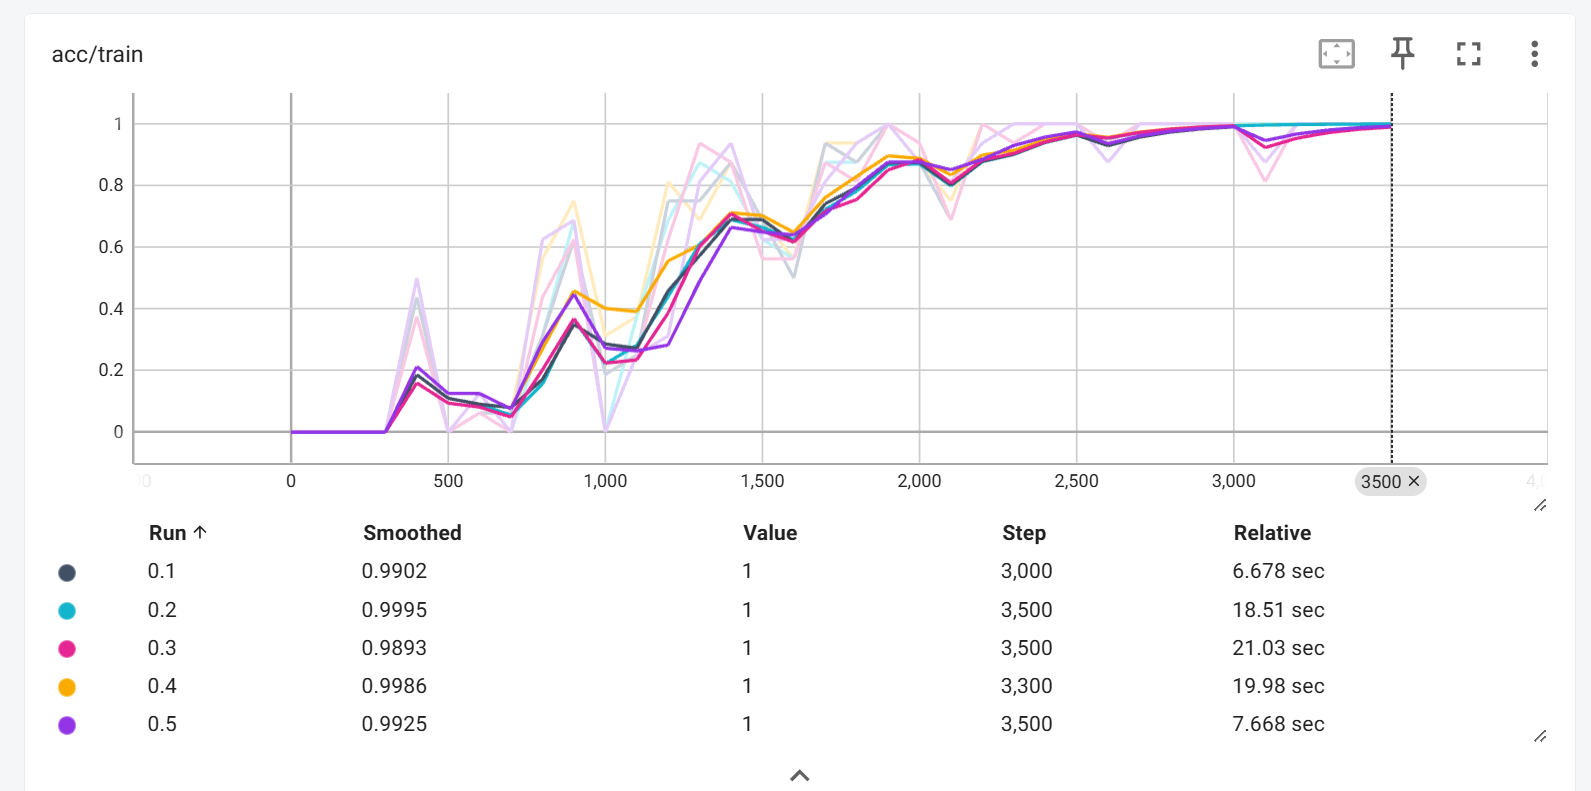 acc/train
1
0.8
0.6
0.4
0.2
0
0 500 1,000 1,500 2,000 2,500 3,000 3500 ×
Run ↑ Smoothed Value Step Relative
0.1 0.9902 1 3,000 6.678 sec
0.2 0.9995 1 3,500 18.51 sec
0.3 0.9893 1 3,500 21.03 sec
0.4 0.9986 1 3,300 19.98 sec
0.5 0.9925 1 3,500 7.668 sec